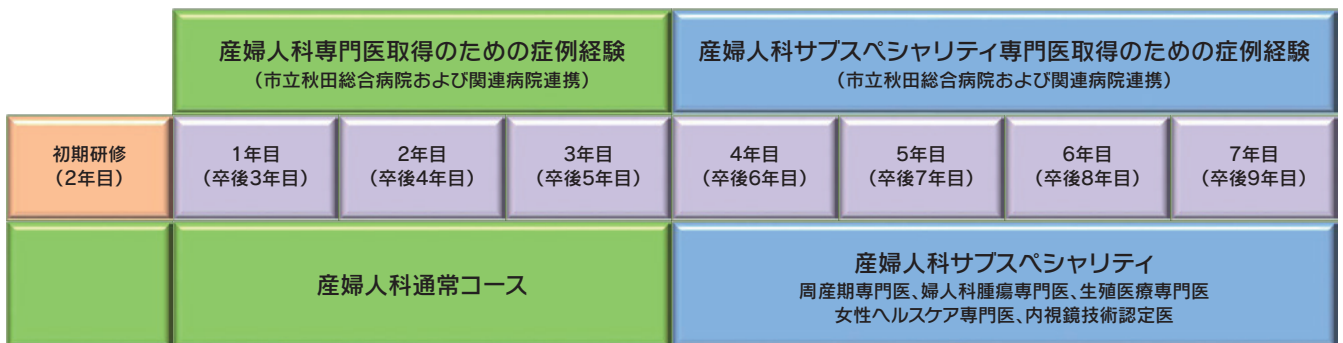 産婦人科専門医取得のための症例経験
（市立秋田総合病院および関連病院連携）
産婦人科サブスペシャリティ専門医取得のための症例経験
（市立秋田総合病院および関連病院連携）
初期研修
（2年目）
1年目
（卒後3年目）
2年目
（卒後4年目）
3年目
（卒後5年目）
4年目
（卒後6年目）
5年目
（卒後7年目）
6年目
（卒後8年目）
7年目
（卒後9年目）
産婦人科通常コース
産婦人科サブスペシャリティ
周産期専門医、婦人科腫瘍専門医、生殖医療専門医
女性ヘルスケア専門医、内視鏡技術認定医